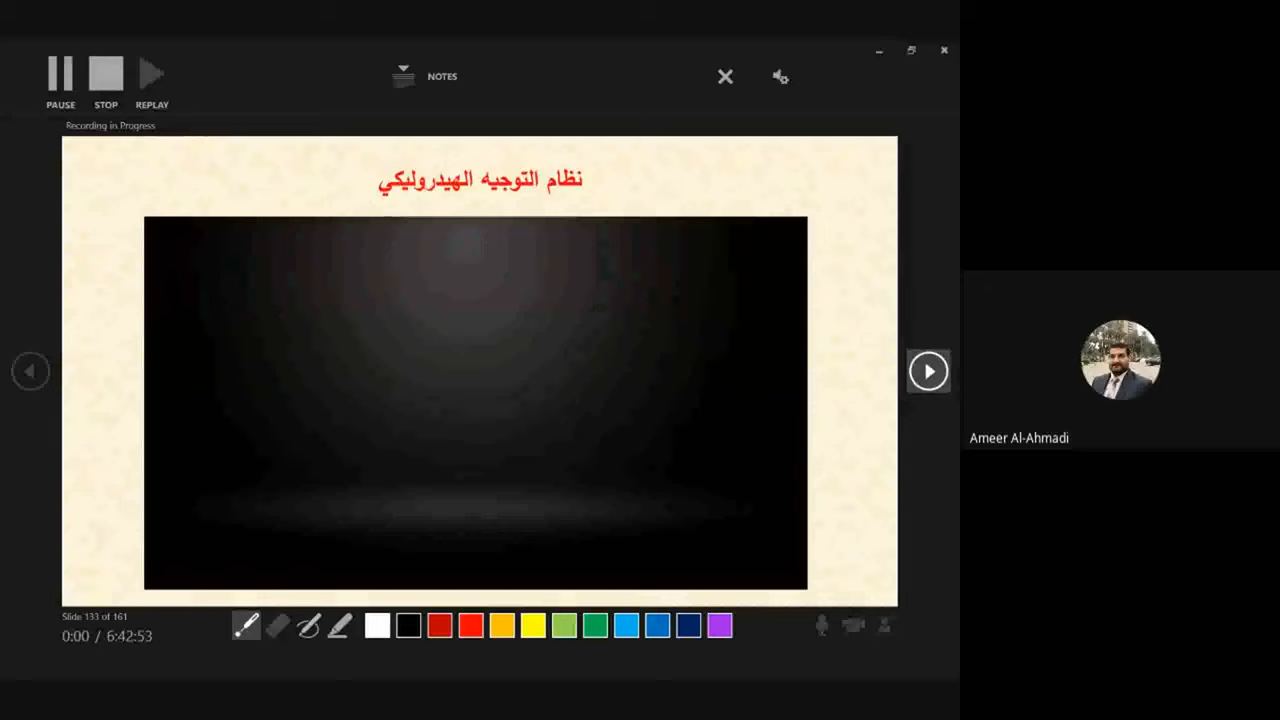 NOTES
PAUSE STOP REPLAY
Recording in Progress
نظام التوجيه الهيدروليكي
Ameer Al-Ahmadi
Slide 133 of 161
0:00 / 6:42:53